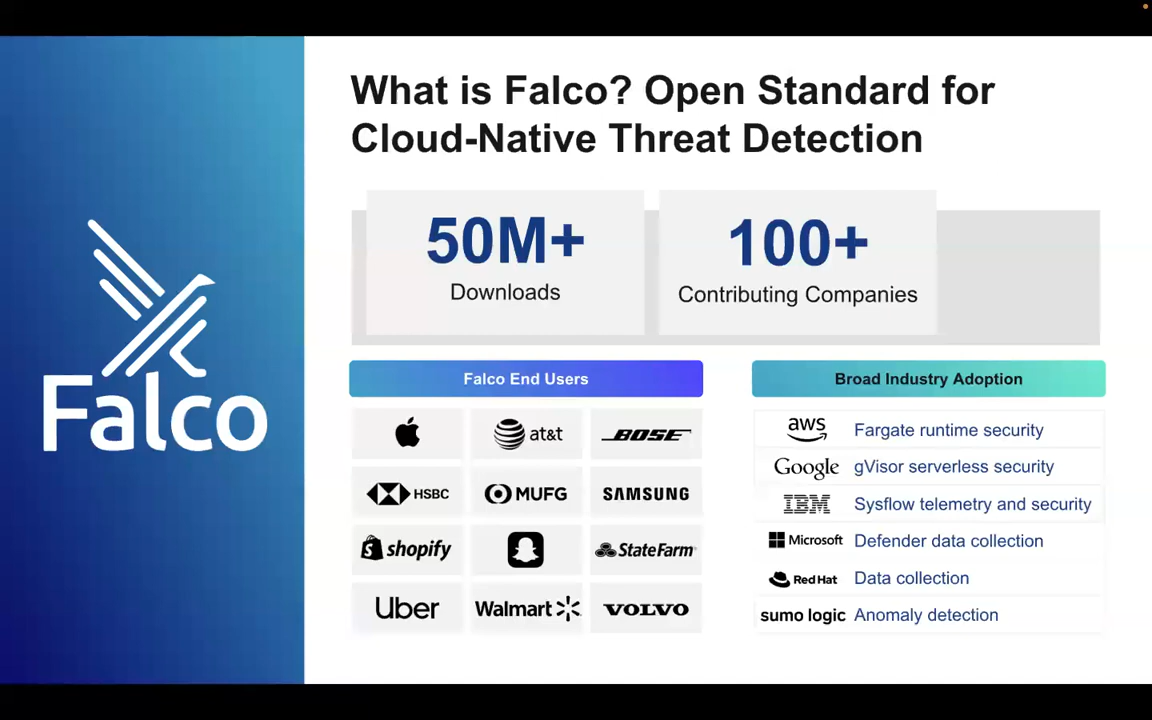 What is Falco? Open Standard for
Cloud-Native Threat Detection
50M+
Downloads
100+
Contributing Companies
Falco
Falco End Users
at&t
BOSE
HSBC
MUFG
SAMSUNG
shopify
StateFarm
Uber
Walmart
VOLVO
Broad Industry Adoption
aws Fargate runtime security
Google gVisor serverless security
IBM Sysflow telemetry and security
Microsoft Defender data collection
Red Hat Data collection
sumo logic Anomaly detection